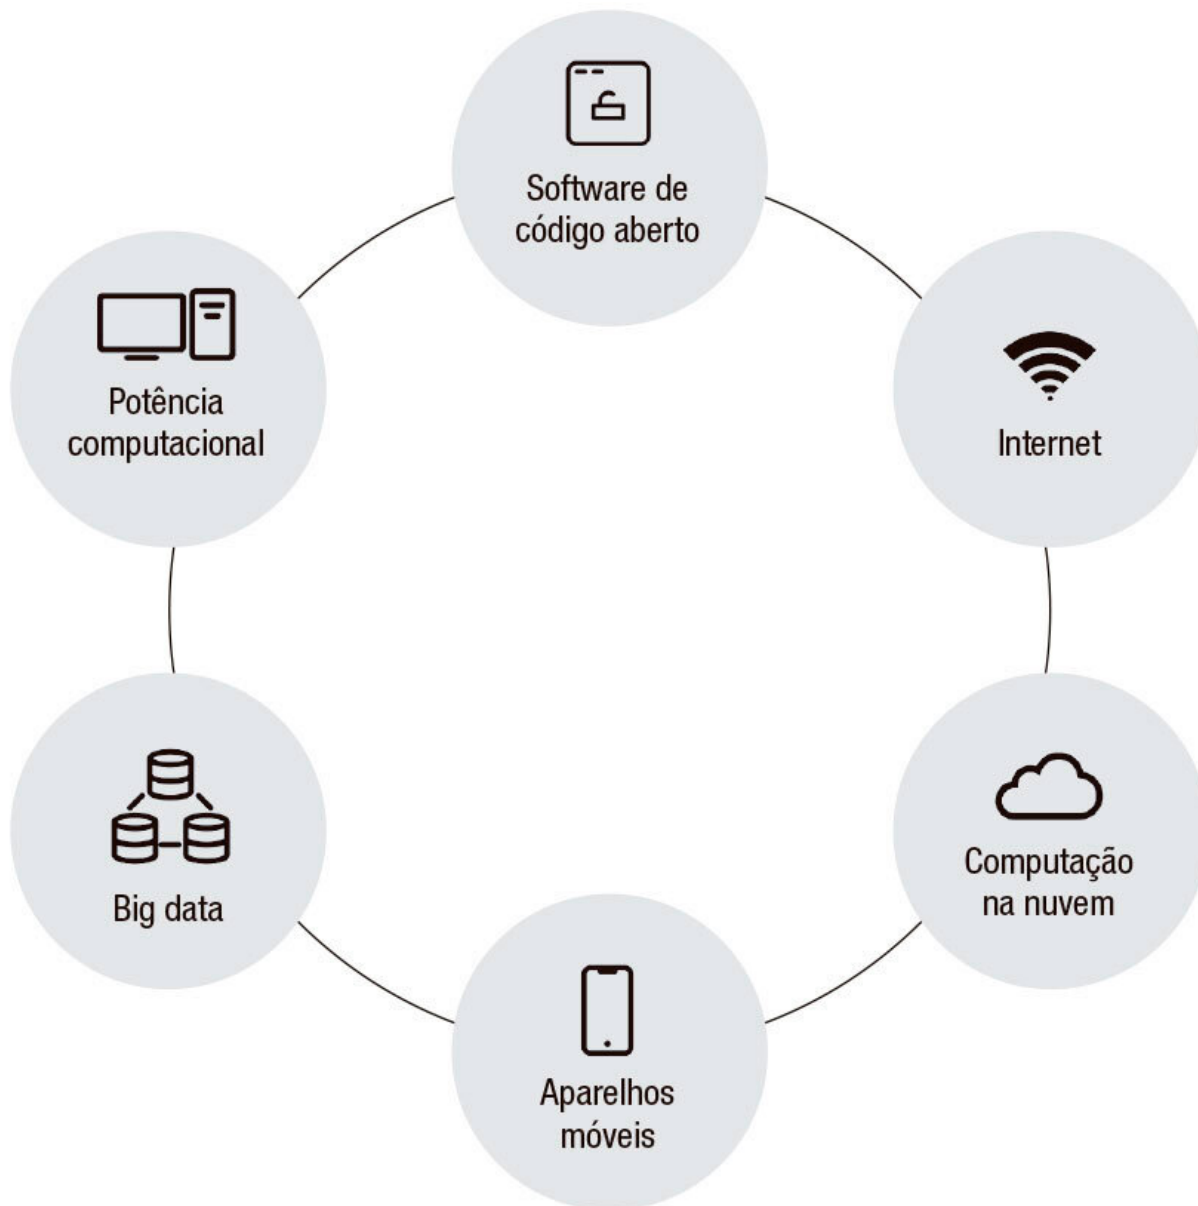 Software de
código aberto
Internet
Computação
na nuvem
Aparelhos
móveis
Big data
Potência
computacional